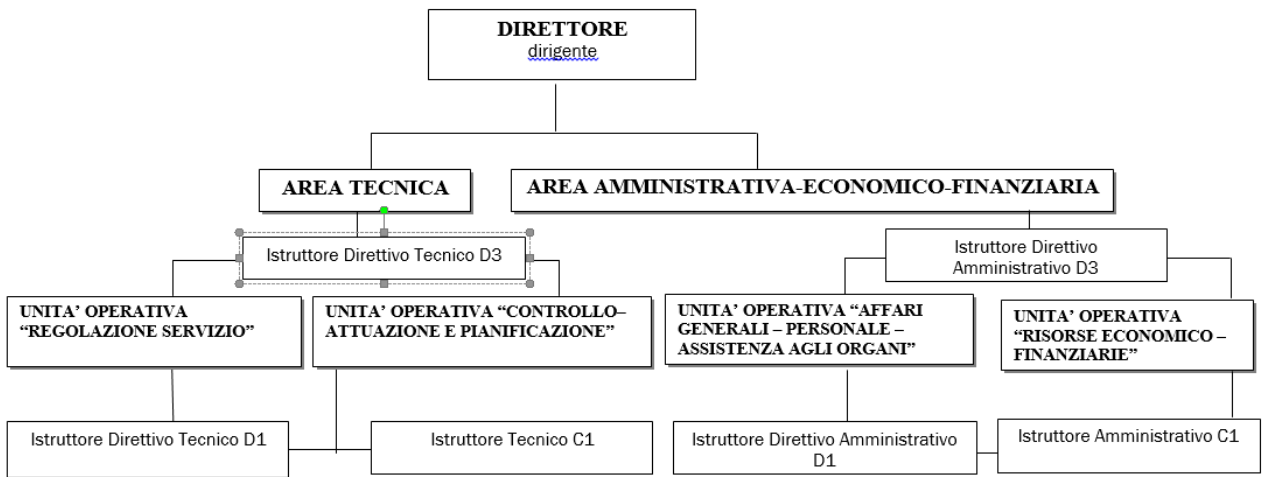 DIRETTORE
dirigente
AREA TECNICA
AREA AMMINISTRATIVA-ECONOMICO-FINANZIARIA
Istruttore Direttivo Tecnico D3
Istruttore Direttivo
Amministrativo D3
UNITA’ OPERATIVA
“REGOLAZIONE SERVIZIO”
UNITA’ OPERATIVA “CONTROLLO–
ATTUAZIONE E PIANIFICAZIONE”
UNITA’ OPERATIVA “AFFARI
GENERALI – PERSONALE –
ASSISTENZA AGLI ORGANI”
UNITA’ OPERATIVA
“RISORSE ECONOMICO –
FINANZIARIE”
Istruttore Direttivo Tecnico D1
Istruttore Tecnico C1
Istruttore Direttivo Amministrativo
D1
Istruttore Amministrativo C1